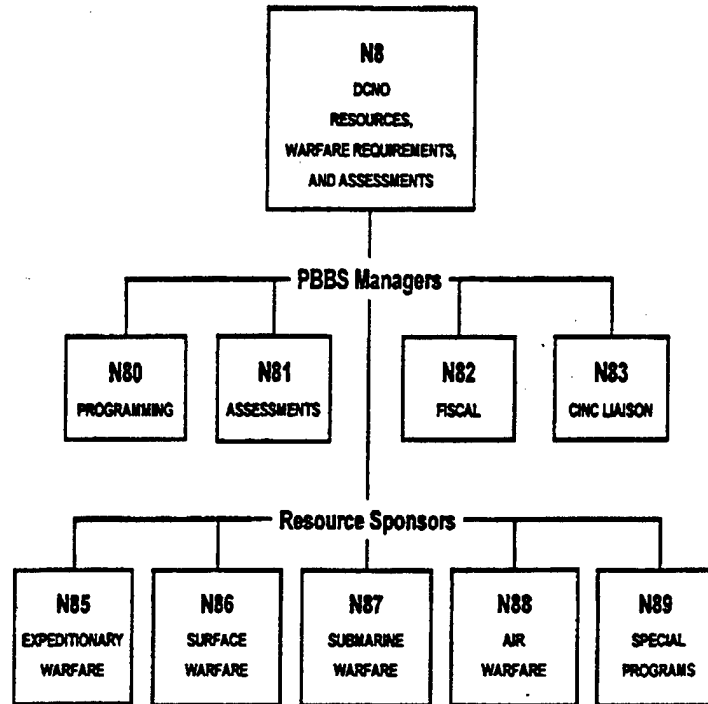 N8
DCNO
RESOURCES,
WARFARE REQUIREMENTS,
AND ASSESSMENTS
PBBS Managers
N80
PROGRAMMING
N81
ASSESSMENTS
N82
FISCAL
N83
CINC LIAISON
Resource Sponsors
N85
EXPEDITIONARY
WARFARE
N86
SURFACE
WARFARE
N87
SUBMARINE
WARFARE
N88
AIR
WARFARE
N89
SPECIAL
PROGRAMS